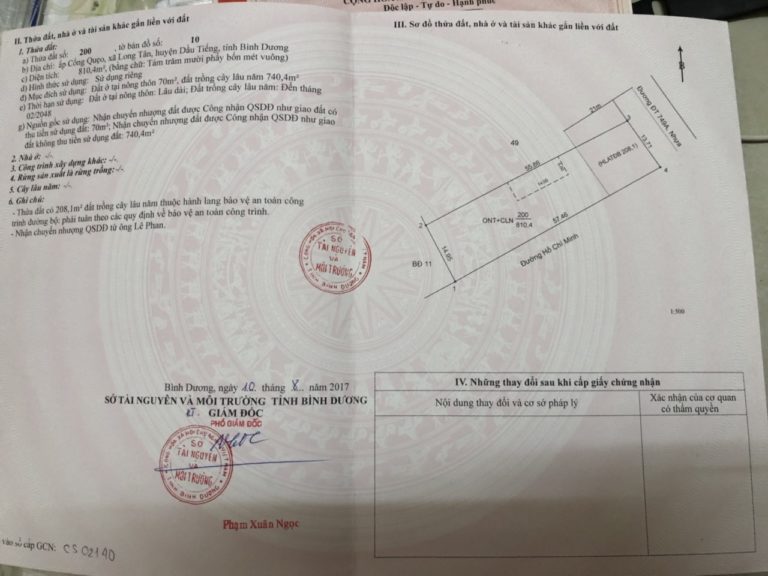 CỘNG HÒ
Độc lập - Tự do - Hạnh phúc
II. Thửa đất, nhà ở và tài sản khác gắn liền với đất
1. Thửa đất:
a) Thửa đất số: 200 , tờ bản đồ số: 10
b) Địa chỉ: ấp Cống Quẹo, xã Long Tân, huyện Dầu Tiếng, tỉnh Bình Dương
c) Diện tích: 810,4m², (bằng chữ: Tám trăm mười phẩy bốn mét vuông)
d) Hình thức sử dụng: Sử dụng riêng
đ) Mục đích sử dụng: Đất ở tại nông thôn 70m², đất trồng cây lâu năm 740,4m²
e) Thời hạn sử dụng: Đất ở tại nông thôn: Lâu dài; Đất trồng cây lâu năm: Đến tháng
02/2048
g) Nguồn gốc sử dụng: Nhận chuyển nhượng đất được Công nhận QSDĐ như giao đất có
thu tiền sử dụng đất: 70m²; Nhận chuyển nhượng đất được Công nhận QSDĐ như giao
đất không thu tiền sử dụng đất: 740,4m²
2. Nhà ở: -/-.
3. Công trình xây dựng khác: -/-.
4. Rừng sản xuất là rừng trồng: -/-.
5. Cây lâu năm: -/-.
6. Ghi chú:
- Thửa đất có 208,1m² đất trồng cây lâu năm thuộc hành lang bảo vệ an toàn công
trình đường bộ: phải tuân theo các quy định về bảo vệ an toàn công trình.
- Nhận chuyển nhượng QSDĐ từ ông Lê Phan.
SỞ
TÀI NGUYÊN
VÀ
MÔI TRƯỜNG
Bình Dương, ngày 10 tháng 8 năm 2017
SỞ TÀI NGUYÊN VÀ MÔI TRƯỜNG TỈNH BÌNH DƯƠNG
KT. GIÁM ĐỐC
PHÓ GIÁM ĐỐC
SỞ
TÀI NGUYÊN
VÀ
MÔI TRƯỜNG
TỈNH BÌNH DƯƠNG
Phạm Xuân Ngọc
vào sổ cấp GCN: CS 02140
III. Sơ đồ thửa đất, nhà ở và tài sản khác gắn liền với đất
B
Đường ĐT 749A, Nhựa
21m
3
13.71
(HLATĐB 208,1)
4
49
50.86
14.56
ONT+CLN
200
810,4
57.46
2
14.65
1
BĐ 11
Đường Hồ Chí Minh
1:500
IV. Những thay đổi sau khi cấp giấy chứng nhận
Nội dung thay đổi và cơ sở pháp lý
Xác nhận của cơ quan
có thẩm quyền